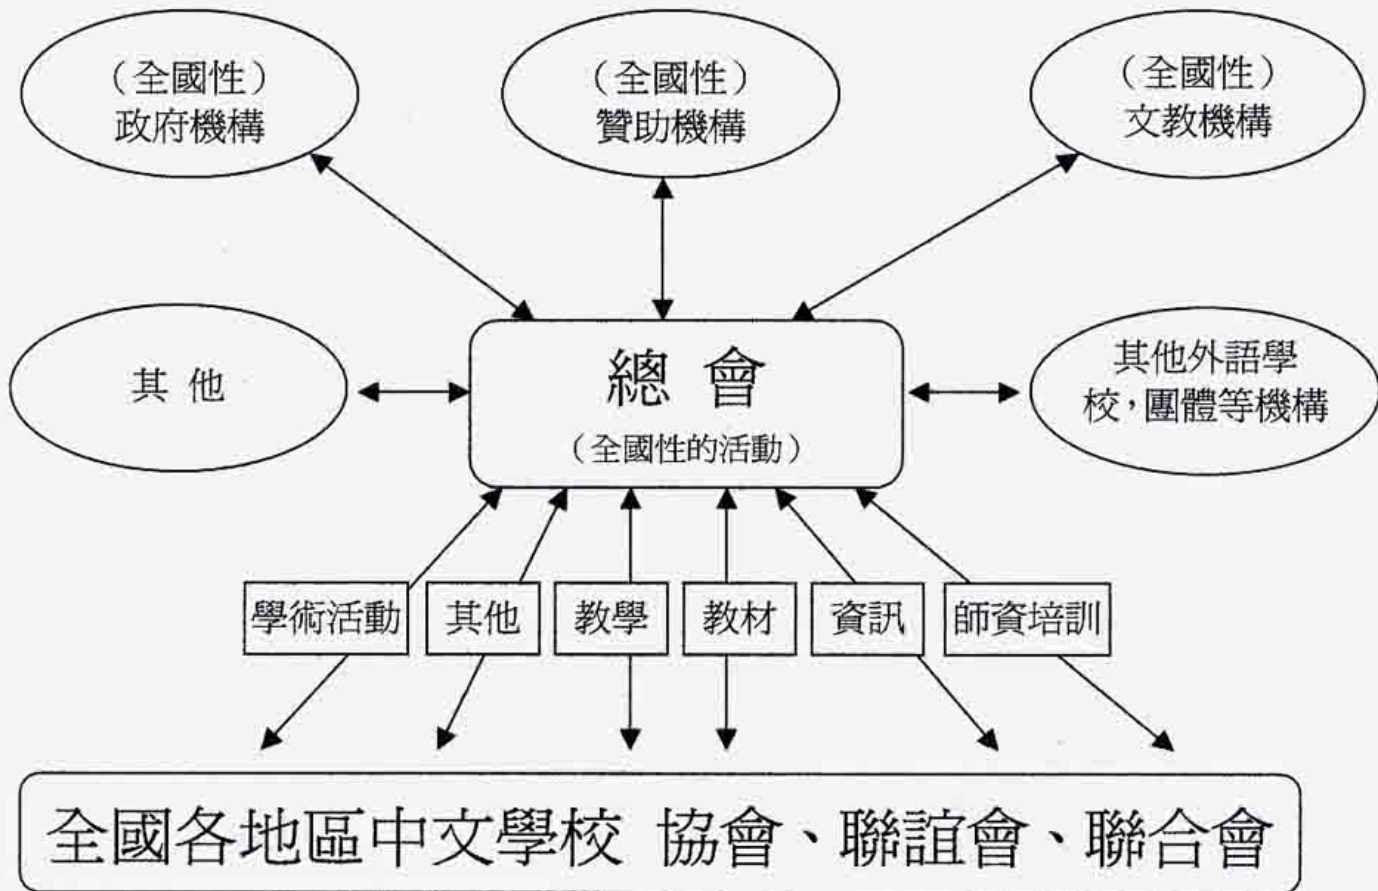 （全國性）
政府機構
（全國性）
贊助機構
（全國性）
文教機構
其 他
總 會
（全國性的活動）
其他外語學
校，團體等機構
學術活動
其他
教學
教材
資訊
師資培訓
全國各地區中文學校 協會、聯誼會、聯合會